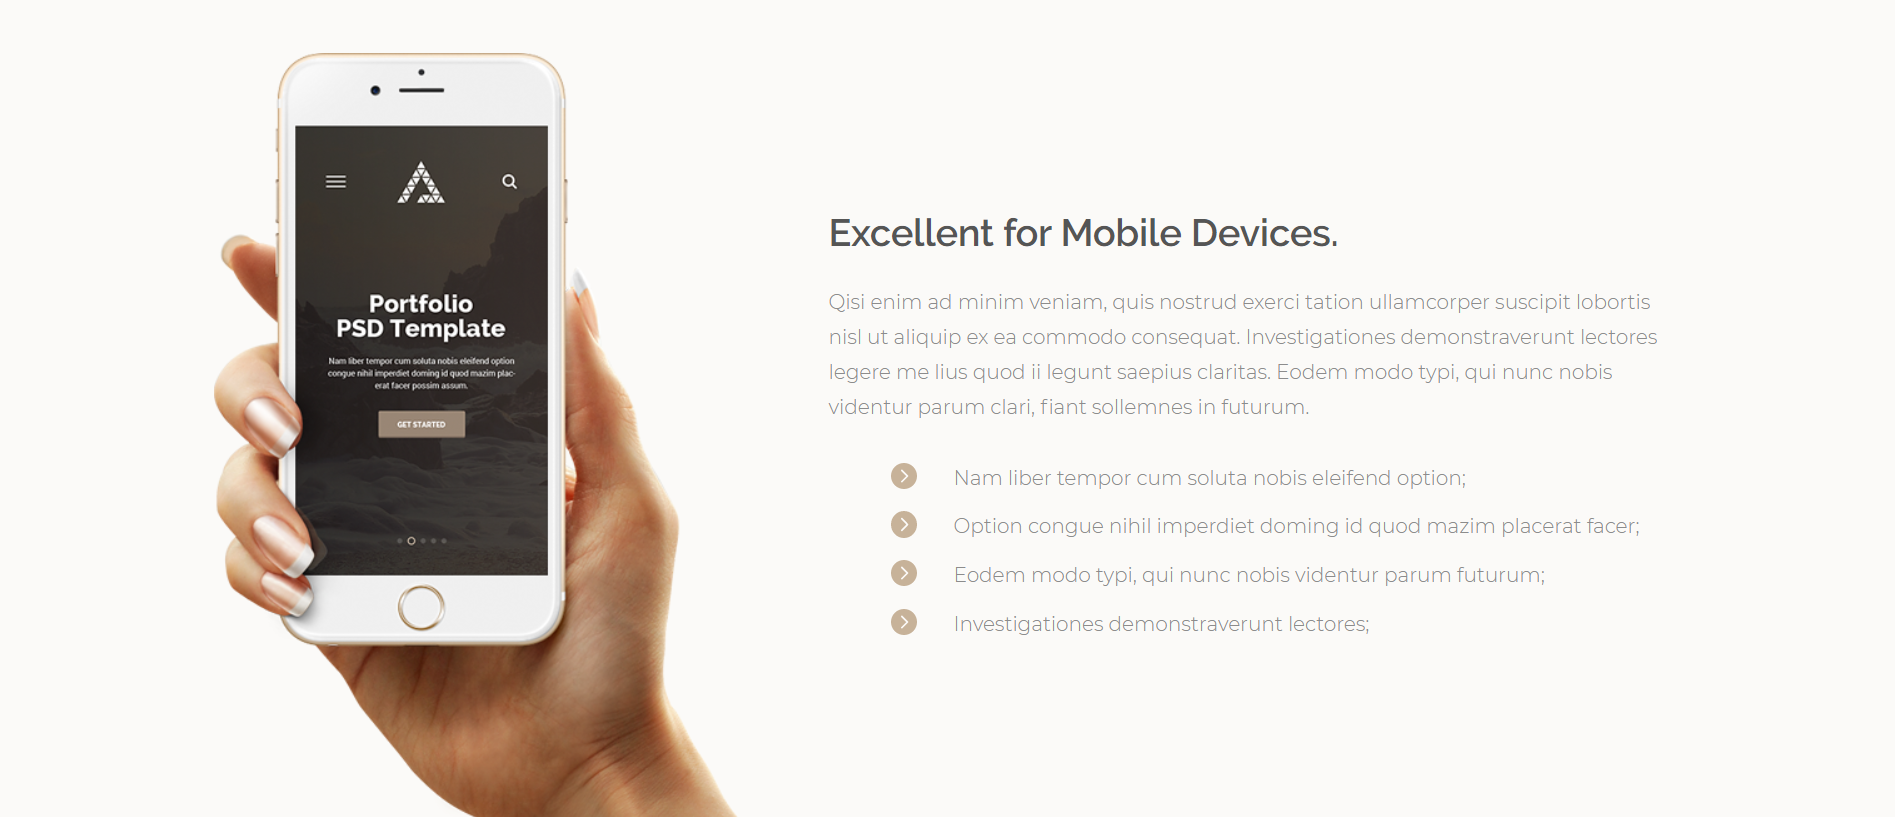 Portfolio
PSD Template
Nam liber tempor cum soluta nobis eleifend option
congue nihil imperdiet doming id quod mazim plac-
erat facer possim assum.
GET STARTED
Excellent for Mobile Devices.
Qisi enim ad minim veniam, quis nostrud exerci tation ullamcorper suscipit lobortis
nisl ut aliquip ex ea commodo consequat. Investigationes demonstraverunt lectores
legere me lius quod ii legunt saepius claritas. Eodem modo typi, qui nunc nobis
videntur parum clari, fiant sollemnes in futurum.
Nam liber tempor cum soluta nobis eleifend option;
Option congue nihil imperdiet doming id quod mazim placerat facer;
Eodem modo typi, qui nunc nobis videntur parum futurum;
Investigationes demonstraverunt lectores;